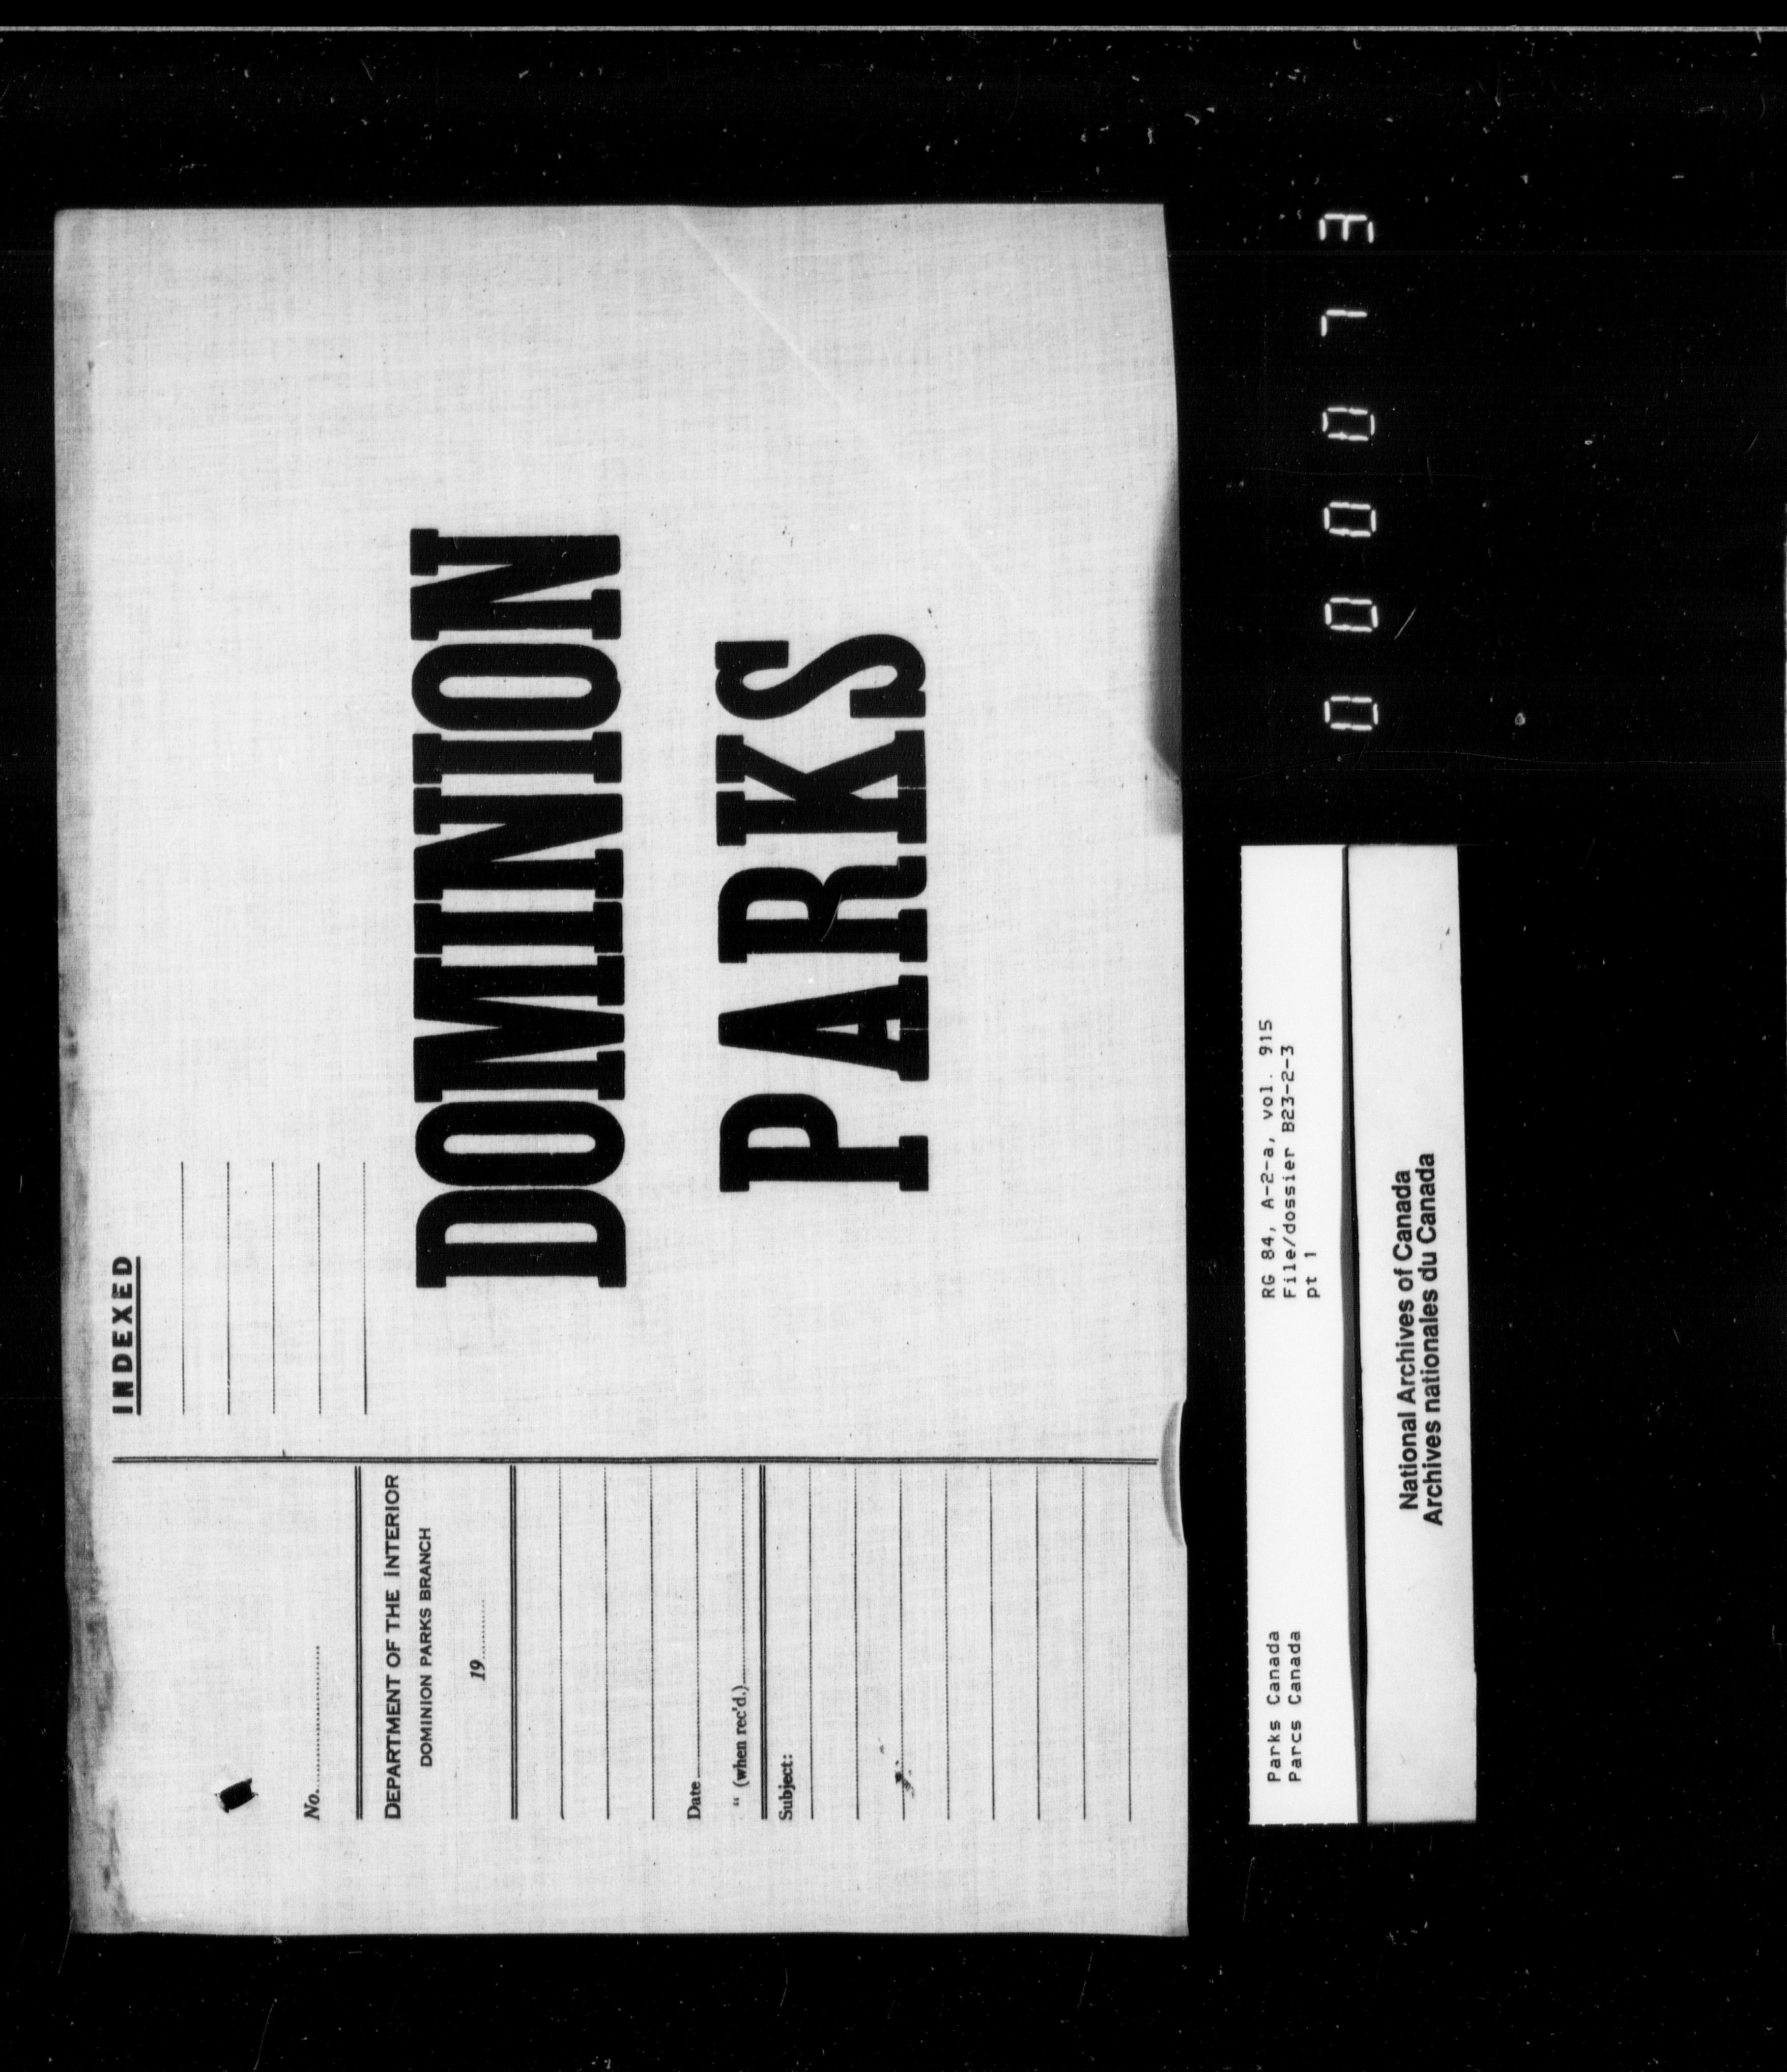 INDEXED
No.
DEPARTMENT OF THE INTERIOR
DOMINION PARKS BRANCH
19
Date
" (when rec'd.)
Subject:
DOMINION
PARKS
Parks Canada
Parcs Canada
RG 84, A-2-a, vol. 915
File/dossier B23-2-3
pt 1
National Archives of Canada
Archives nationales du Canada
000073